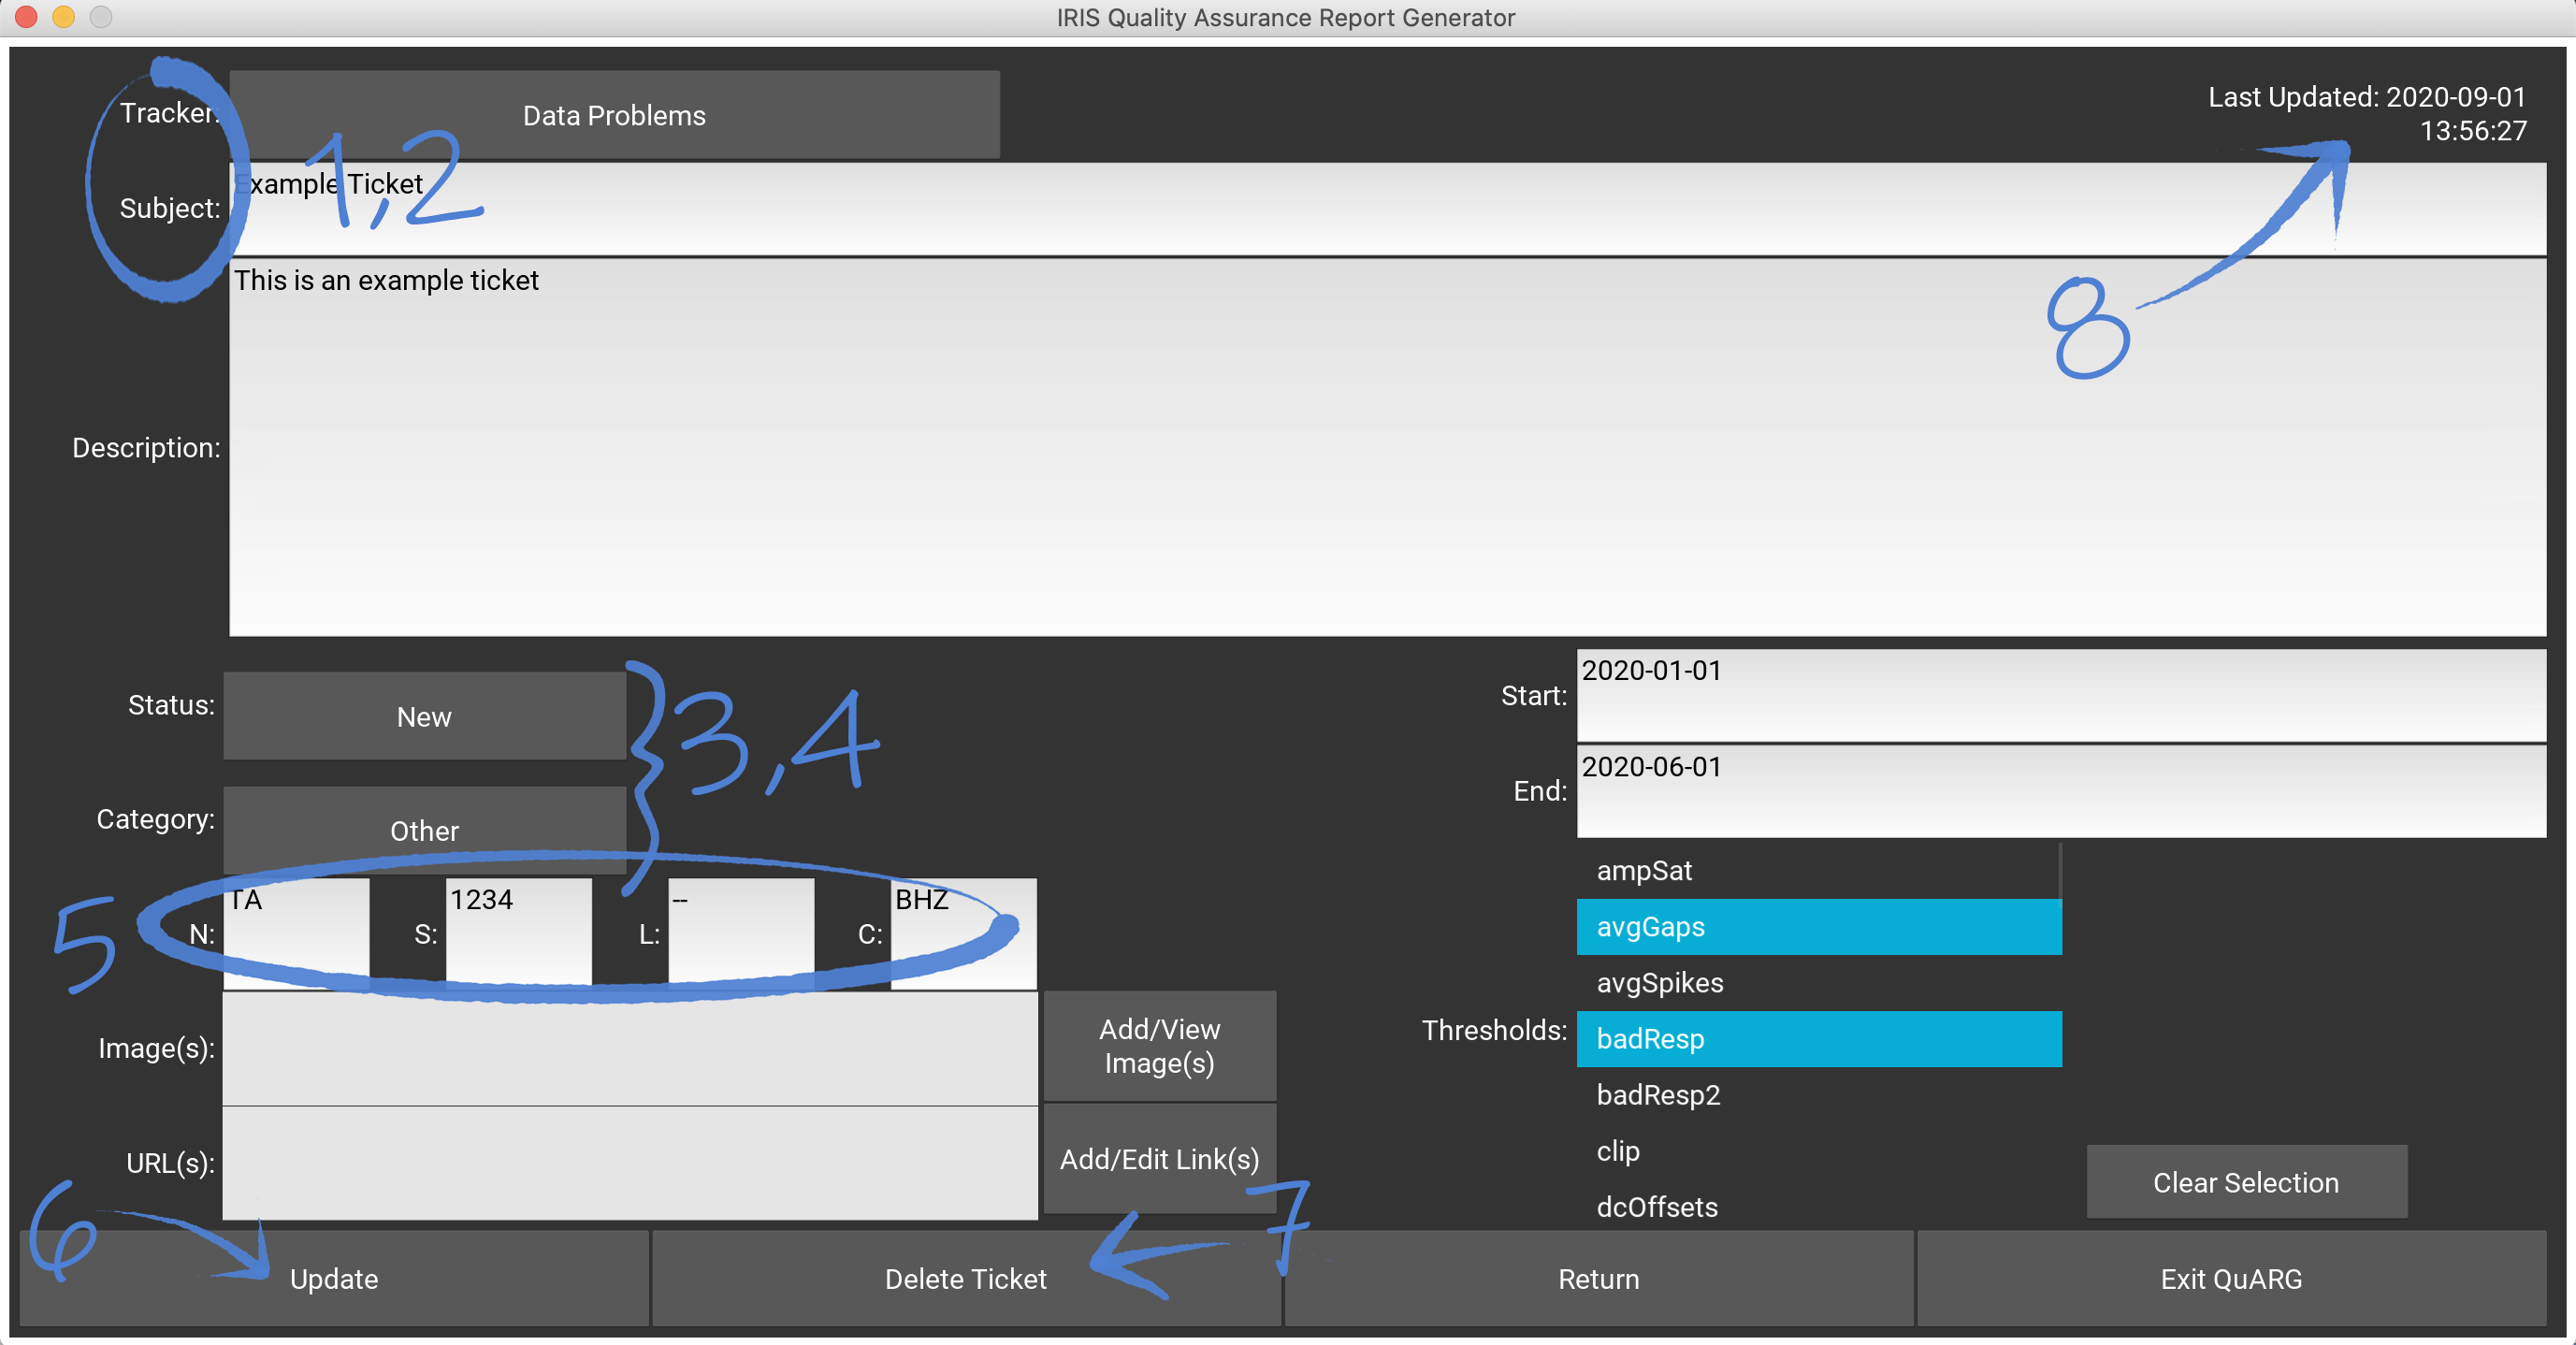 IRIS Quality Assurance Report Generator
Tracker: Data Problems
Last Updated: 2020-09-01
13:56:27
1,2
Subject: Example Ticket
8
Description: This is an example ticket
Status: New
3,4
Category: Other
Start: 2020-01-01
End: 2020-06-01
5
N: TA S: 1234 L: -- C: BHZ
Image(s):
Add/View
Image(s)
URL(s):
Add/Edit Link(s)
Thresholds:
ampSat
avgGaps
avgSpikes
badResp
badResp2
clip
dcOffsets
Clear Selection
6
7
Update
Delete Ticket
Return
Exit QuARG